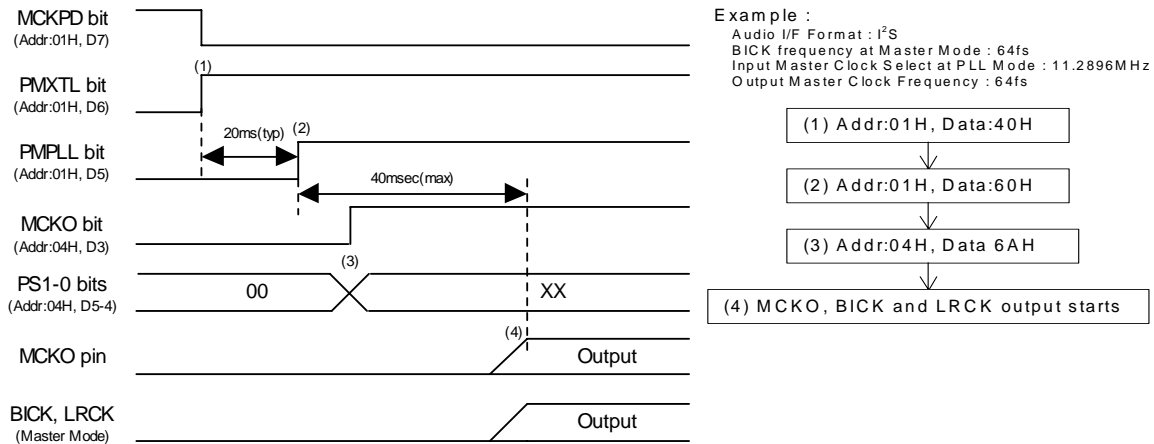 MCKPD bit
(Addr:01H, D7)
(1)
PMXTL bit
(Addr:01H, D6)
20ms(typ)
(2)
PMPLL bit
(Addr:01H, D5)
40msec(max)
MCKO bit
(Addr:04H, D3)
(3)
PS1-0 bits
(Addr:04H, D5-4)
00
XX
(4)
MCKO pin
Output
BICK, LRCK
(Master Mode)
Output
Example :
Audio I/F Format : I²S
BICK frequency at Master Mode : 64fs
Input Master Clock Select at PLL Mode : 11.2896MHz
Output Master Clock Frequency : 64fs
(1) Addr:01H, Data:40H
(2) Addr:01H, Data:60H
(3) Addr:04H, Data 6AH
(4) MCKO, BICK and LRCK output starts